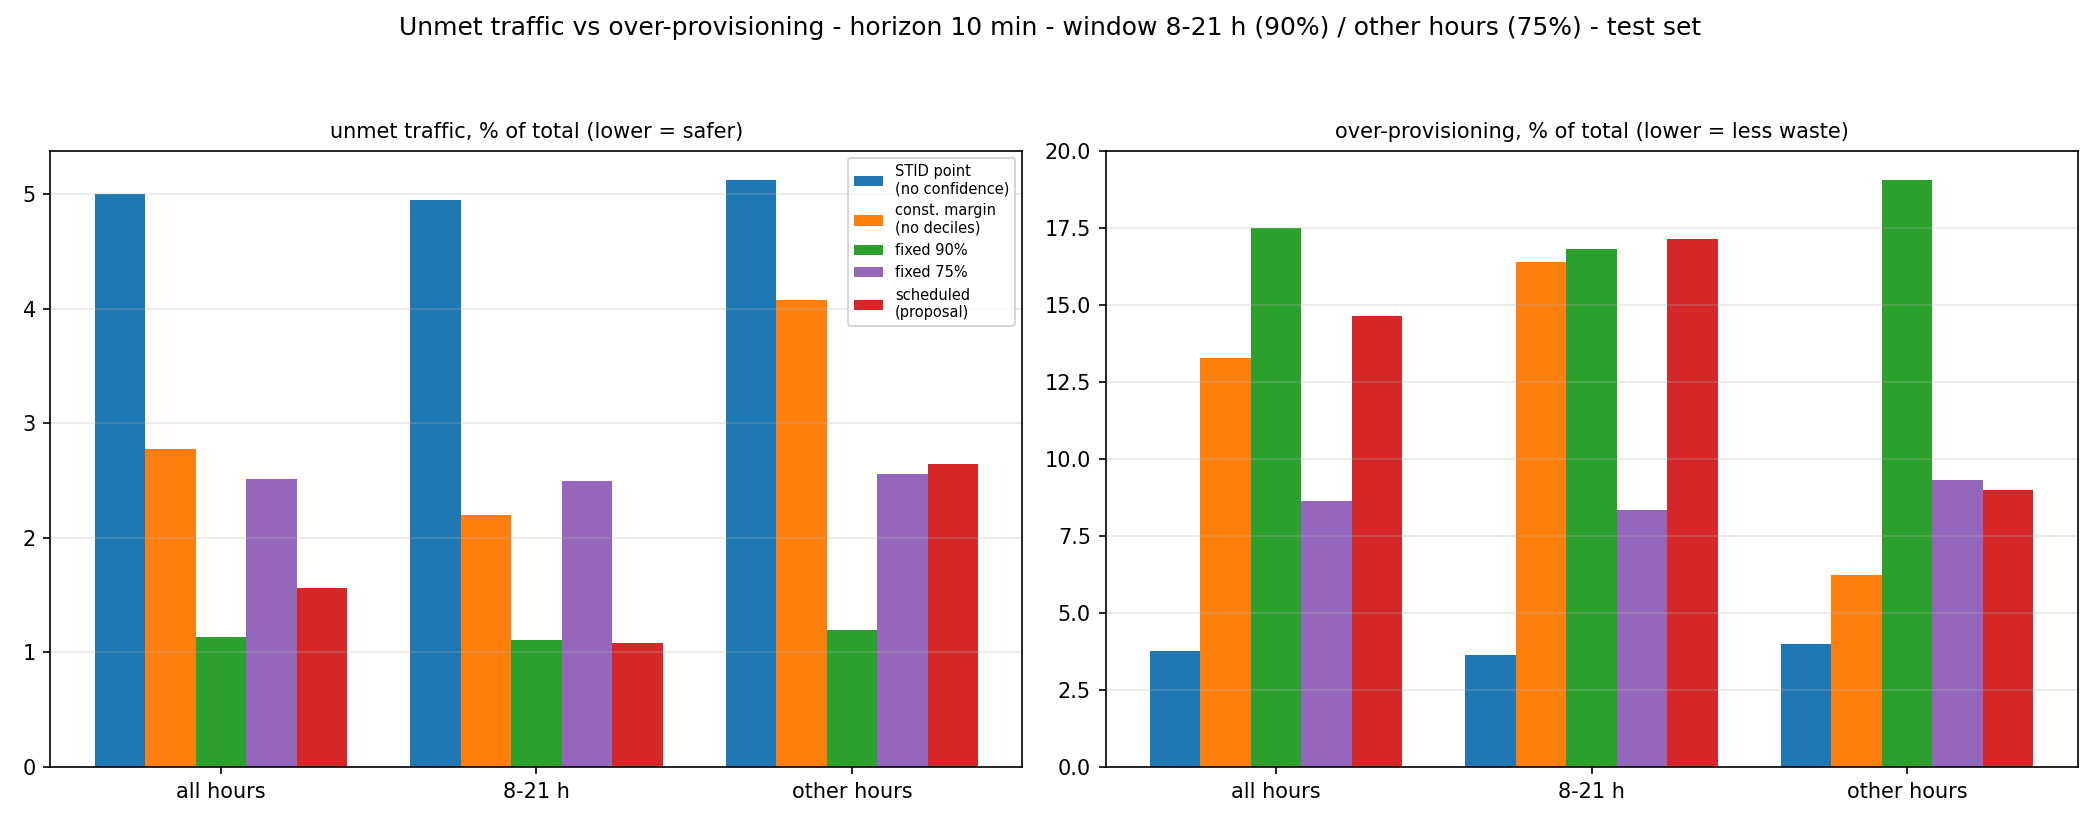 Unmet traffic vs over-provisioning - horizon 10 min - window 8-21 h (90%) / other hours (75%) - test set
unmet traffic, % of total (lower = safer)
5
4
3
2
1
0
all hours
8-21 h
other hours
STID point
(no confidence)
const. margin
(no deciles)
fixed 90%
fixed 75%
scheduled
(proposal)
over-provisioning, % of total (lower = less waste)
20.0
17.5
15.0
12.5
10.0
7.5
5.0
2.5
0.0
all hours
8-21 h
other hours